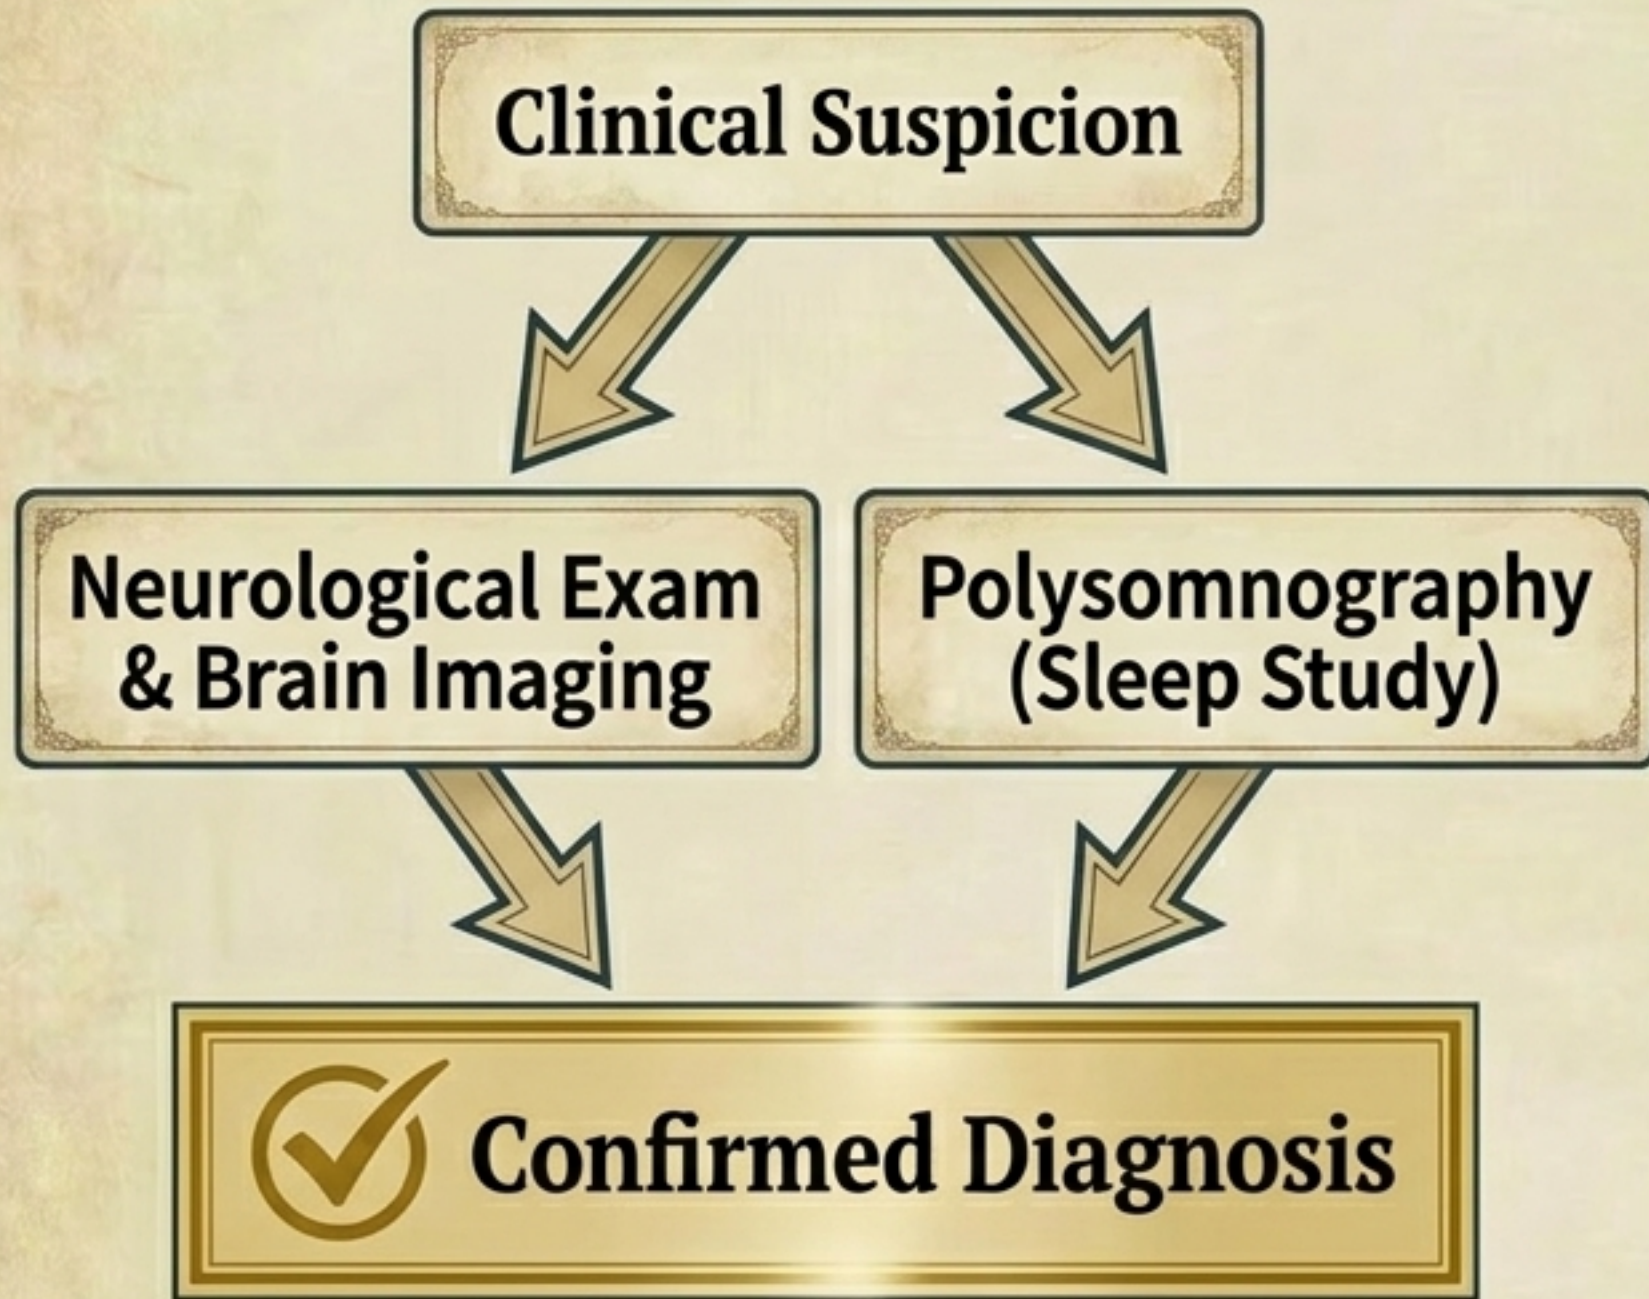 Clinical Suspicion
Neurological Exam
& Brain Imaging
Polysomnography
(Sleep Study)
Confirmed Diagnosis